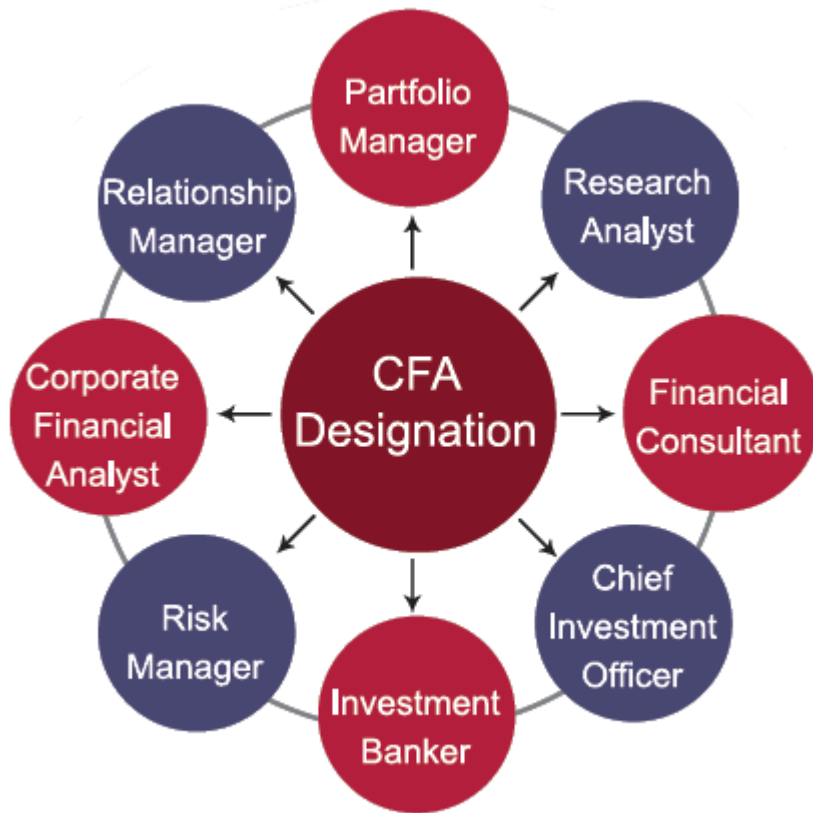 Partfolio
Manager
Research
Analyst
Financial
Consultant
Chief
Investment
Officer
Investment
Banker
Risk
Manager
Corporate
Financial
Analyst
Relationship
Manager
CFA
Designation